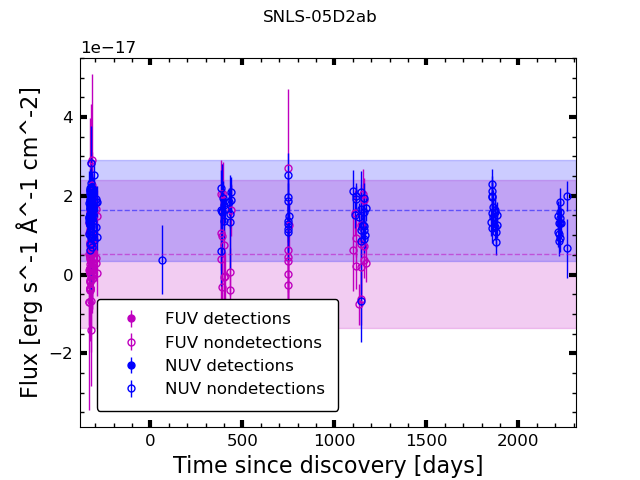 SNLS-05D2ab
1e−17
Flux [erg s^-1 Å^-1 cm^-2]
4
2
0
−2
FUV detections
FUV nondetections
NUV detections
NUV nondetections
0 500 1000 1500 2000
Time since discovery [days]